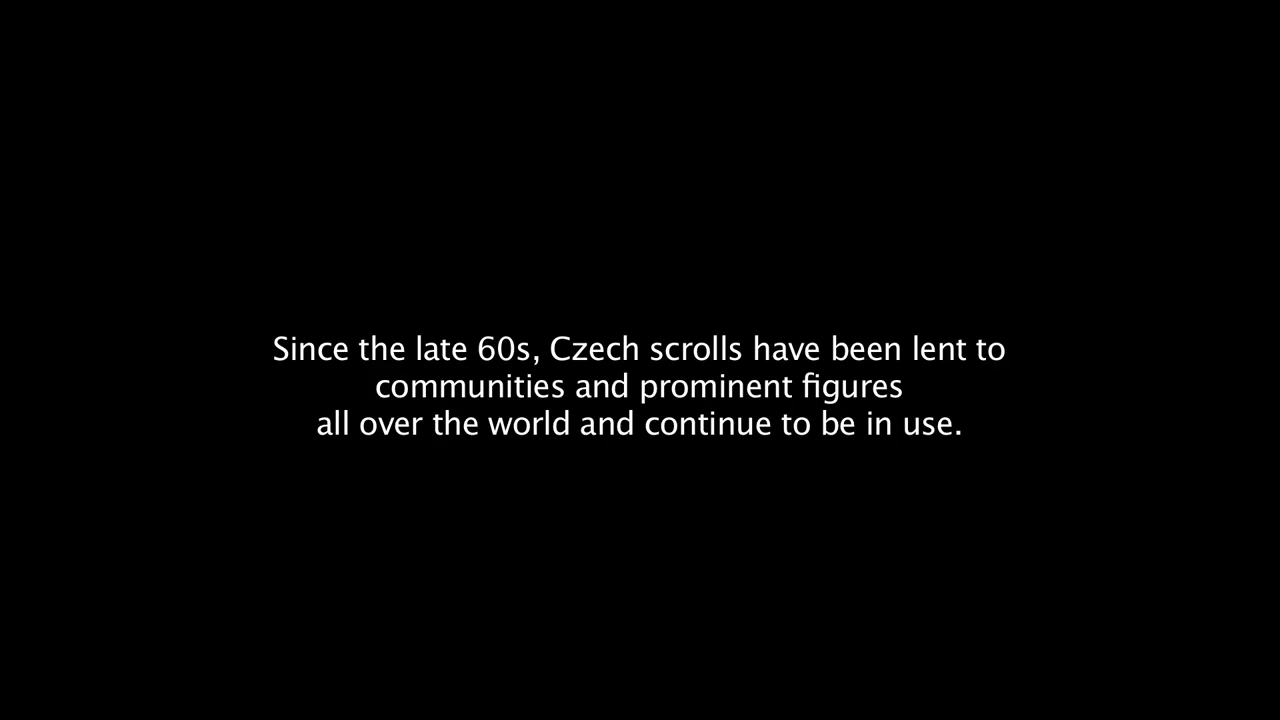 Since the late 60s, Czech scrolls have been lent to
communities and prominent figures
all over the world and continue to be in use.